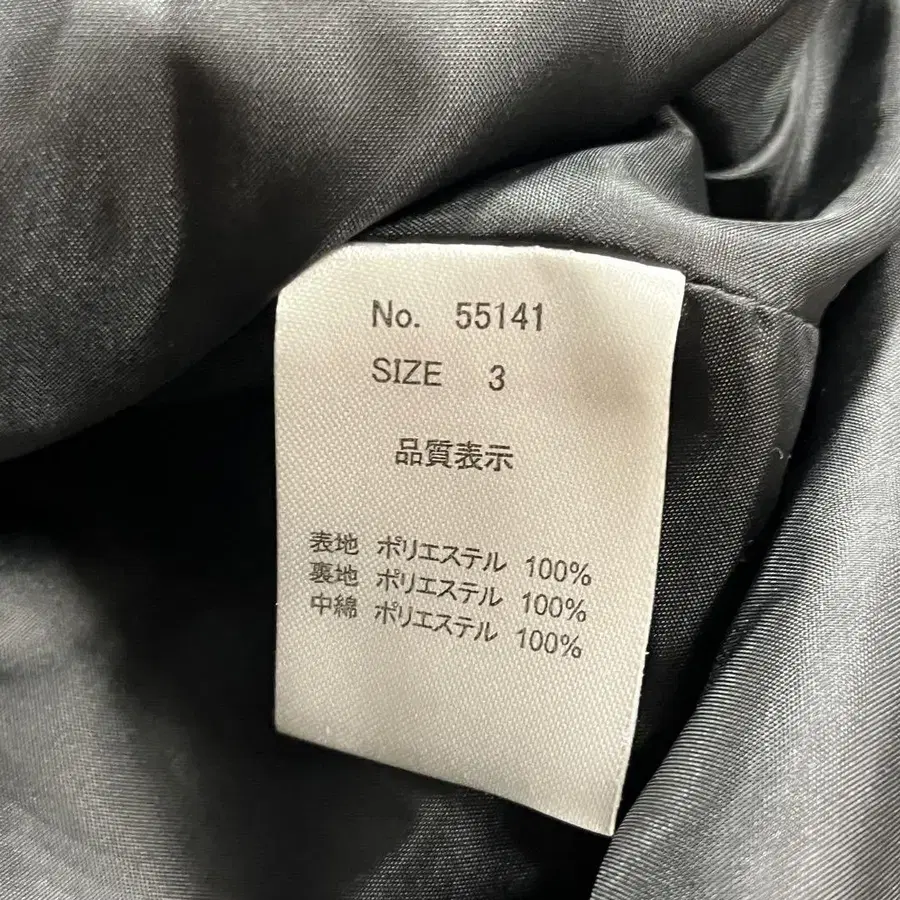 No. 55141
SIZE 3
品質表示
表地 ポリエステル 100%
裏地 ポリエステル 100%
中綿 ポリエステル 100%